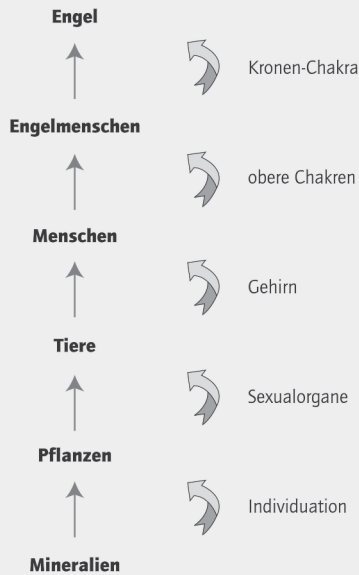 Engel
Kronen-Chakra
Engelmenschen
obere Chakren
Menschen
Gehirn
Tiere
Sexualorgane
Pflanzen
Individuation
Mineralien